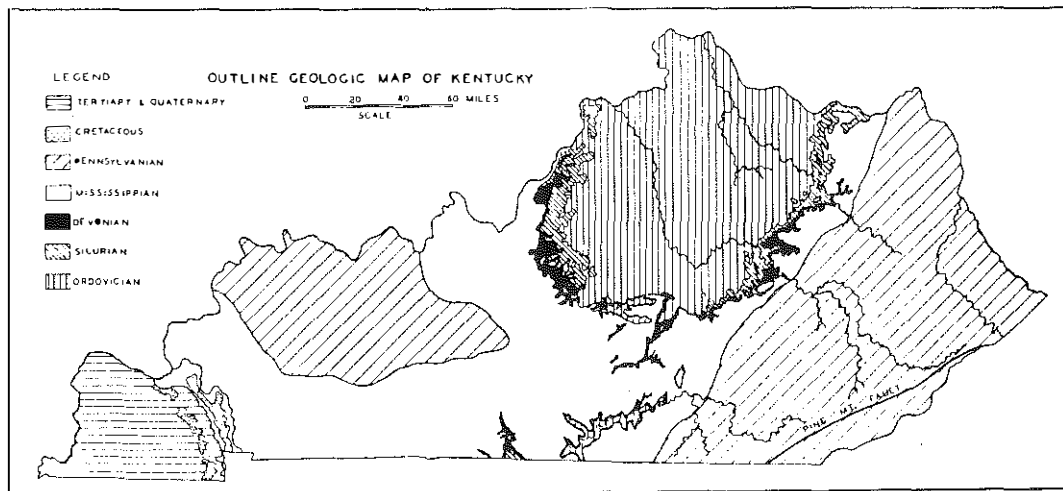 LEGEND
OUTLINE GEOLOGIC MAP OF KENTUCKY
0 20 40 60 MILES
SCALE
TERTIARY & QUATERNARY
CRETACEOUS
PENNSYLVANIAN
MISSISSIPPIAN
DEVONIAN
SILURIAN
ORDOVICIAN
PINE MT. FAULT